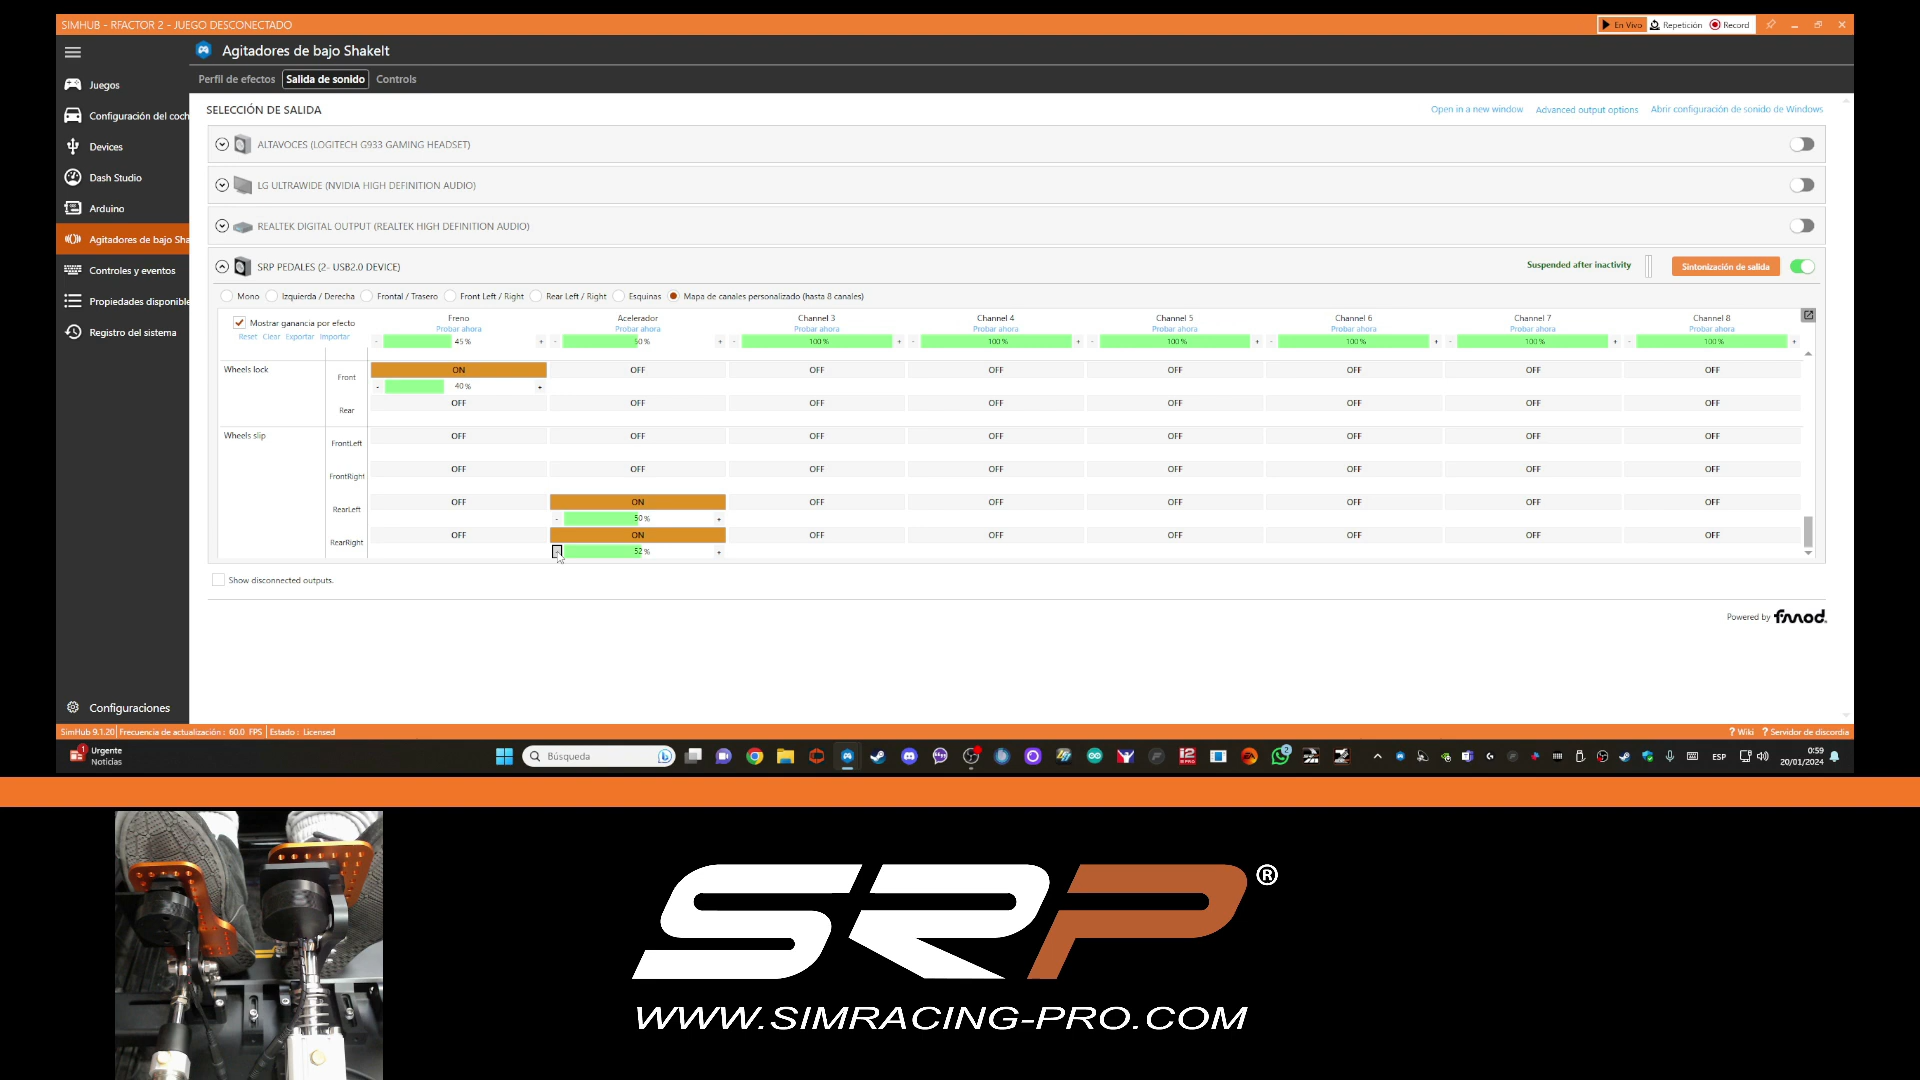 SIMHUB - RFACTOR 2 - JUEGO DESCONECTADO
En Vivo Repetición Record
Agitadores de bajo ShakeIt
Perfil de efectos Salida de sonido Controls
Juegos
Configuración del coch
Devices
Dash Studio
Arduino
Agitadores de bajo Sha
Controles y eventos
Propiedades disponible
Registro del sistema
Configuraciones
SELECCIÓN DE SALIDA
Open in a new window Advanced output options Abrir configuración de sonido de Windows
ALTAVOCES (LOGITECH G933 GAMING HEADSET)
LG ULTRAWIDE (NVIDIA HIGH DEFINITION AUDIO)
REALTEK DIGITAL OUTPUT (REALTEK HIGH DEFINITION AUDIO)
SRP PEDALES (2- USB2.0 DEVICE) Suspended after inactivity Sintonización de salida
Mono Izquierda / Derecha Frontal / Trasero Front Left / Right Rear Left / Right Esquinas Mapa de canales personalizado (hasta 8 canales)
Freno Acelerador Channel 3 Channel 4 Channel 5 Channel 6 Channel 7 Channel 8
Mostrar ganancia por efecto
Probar ahora Probar ahora Probar ahora Probar ahora Probar ahora Probar ahora Probar ahora Probar ahora
Reset Clear Exportar Importar
- 45 % + - 50 % + - 100 % + - 100 % + - 100 % + - 100 % + - 100 % + - 100 % +
Wheels lock Front ON OFF OFF OFF OFF OFF OFF OFF
- 40 % +
Rear OFF OFF OFF OFF OFF OFF OFF OFF
Wheels slip FrontLeft OFF OFF OFF OFF OFF OFF OFF OFF
FrontRight OFF OFF OFF OFF OFF OFF OFF OFF
RearLeft OFF ON OFF OFF OFF OFF OFF OFF
- 50 % +
RearRight OFF ON OFF OFF OFF OFF OFF OFF
- 52 % +
Show disconnected outputs.
Powered by fmod.
SimHub 9.1.20 Frecuencia de actualización : 60.0 FPS Estado : Licensed
? Wiki ? Servidor de discordia
1
Urgente
Noticias
Búsqueda
2
ESP
0:59
20/01/2024
SRP®
WWW.SIMRACING-PRO.COM